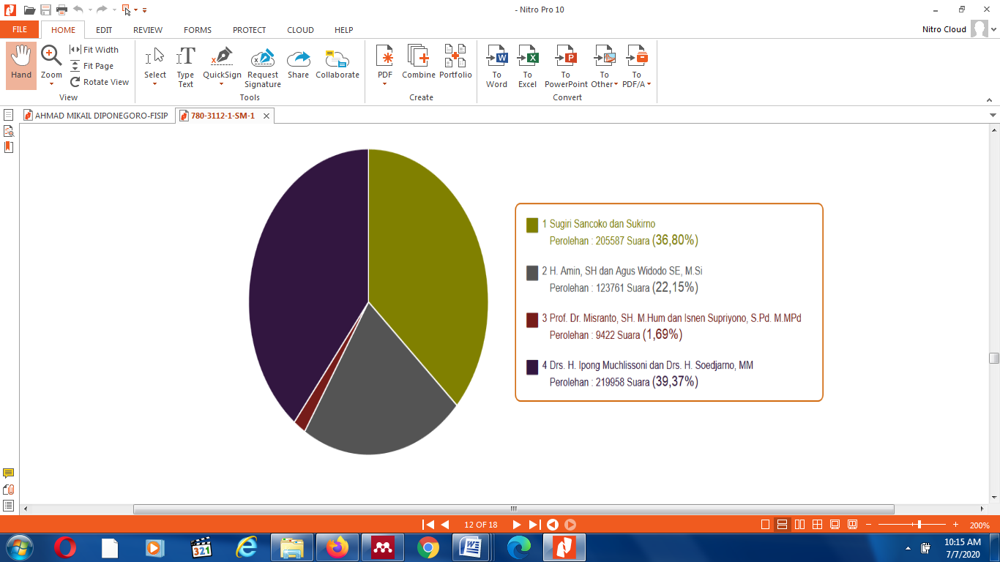 - Nitro Pro 10
FILE HOME EDIT REVIEW FORMS PROTECT CLOUD HELP
Nitro Cloud
Hand
Zoom
Fit Width
Fit Page
Rotate View
View
Select
Type Text
QuickSign
Request Signature
Share
Collaborate
Tools
PDF
Combine
Portfolio
Create
To Word
To Excel
To PowerPoint
To Other
To PDF/A
Convert
AHMAD MIKAIL DIPONEGORO-FISIP
780-3112-1-SM-1
1 Sugiri Sancoko dan Sukirno
Perolehan : 205587 Suara (36,80%)
2 H. Amin, SH dan Agus Widodo SE, M.Si
Perolehan : 123761 Suara (22,15%)
3 Prof. Dr. Misranto, SH. M.Hum dan Isnen Supriyono, S.Pd. M.MPd
Perolehan : 9422 Suara (1,69%)
4 Drs. H. Ipong Muchlissoni dan Drs. H. Soedjarno, MM
Perolehan : 219958 Suara (39,37%)
12 OF 18
200%
321
10:15 AM
7/7/2020